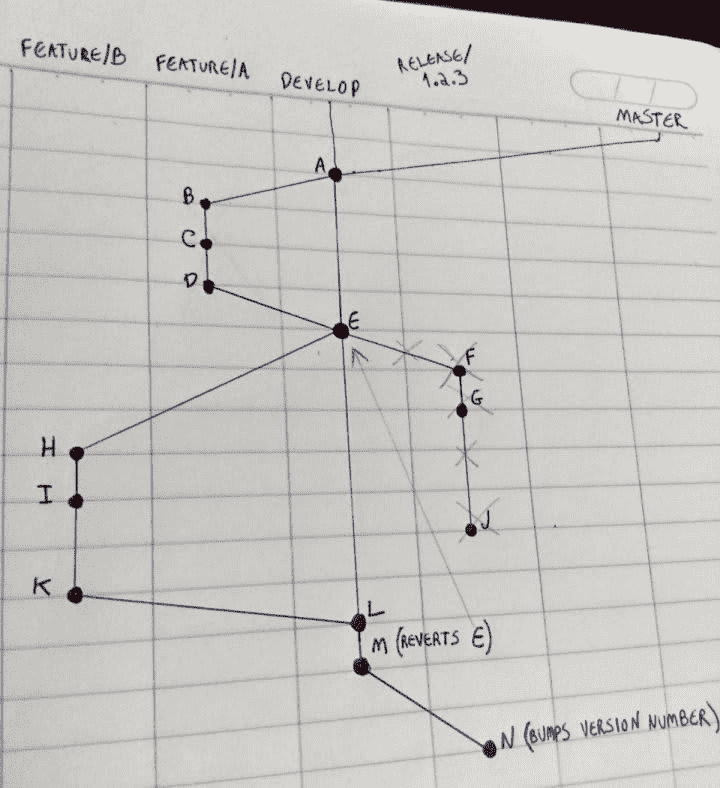 FEATURE/B
FEATURE/A
DEVELOP
RELEASE/
1.2.3
MASTER
A
B
C
D
E
F
G
H
I
J
K
L
M (REVERTS E)
N (BUMPS VERSION NUMBER)